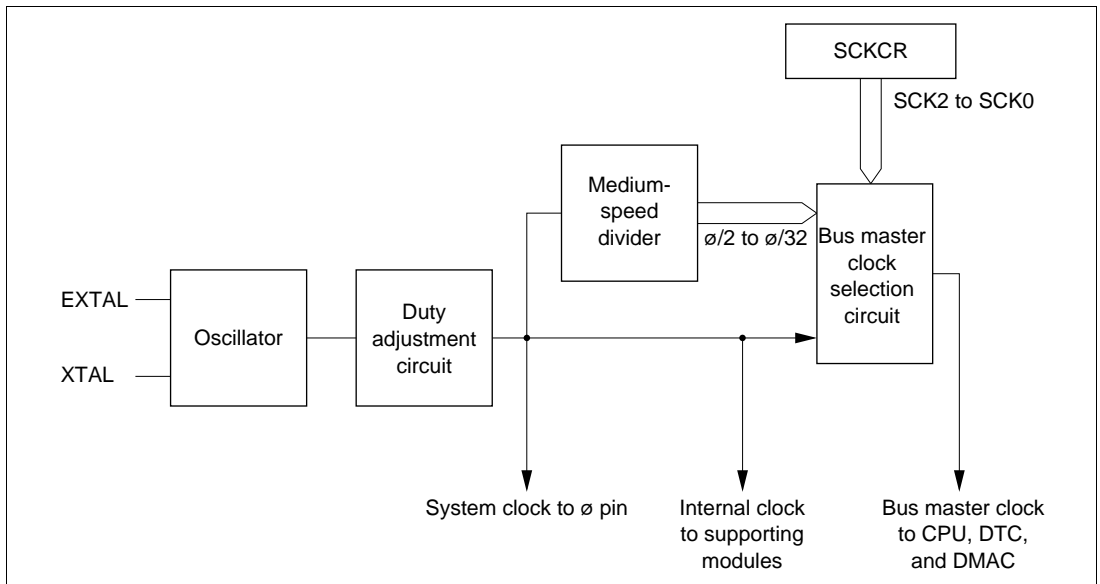 SCKCR
SCK2 to SCK0
Medium-
speed
divider
ø/2 to ø/32
Bus master
clock
selection
circuit
EXTAL
XTAL
Oscillator
Duty
adjustment
circuit
System clock to ø pin
Internal clock
to supporting
modules
Bus master clock
to CPU, DTC,
and DMAC